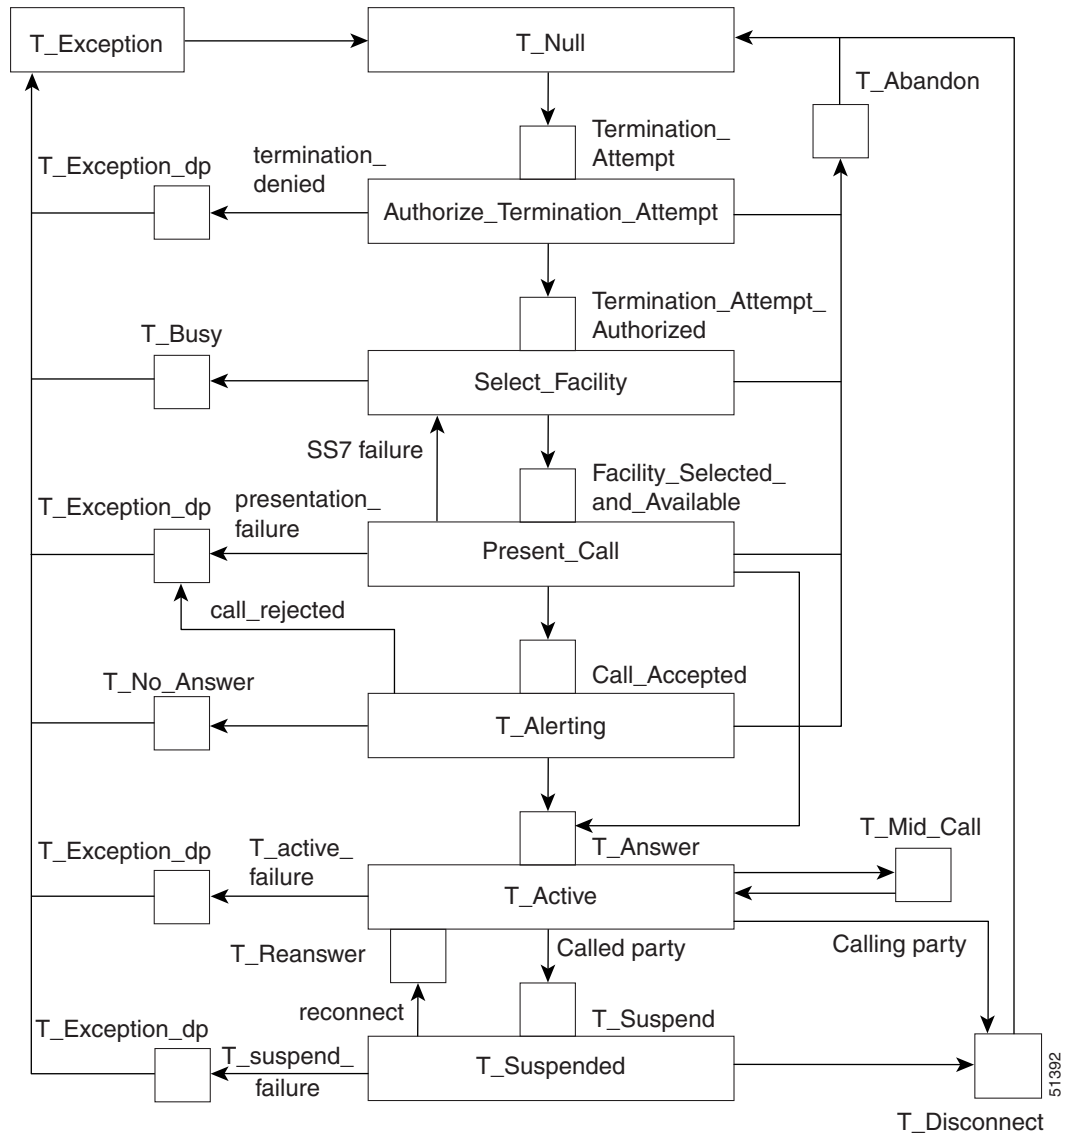 T_Exception
T_Null
T_Abandon
Termination_
Attempt
T_Exception_dp
termination_
denied
Authorize_Termination_Attempt
Termination_Attempt_
Authorized
T_Busy
Select_Facility
SS7 failure
Facility_Selected_
and_Available
T_Exception_dp
presentation_
failure
Present_Call
call_rejected
Call_Accepted
T_No_Answer
T_Alerting
T_Mid_Call
T_Answer
T_Exception_dp
T_active_
failure
T_Active
T_Reanswer
Called party
Calling party
reconnect
T_Suspend
T_Exception_dp
T_suspend_
failure
T_Suspended
51392
T_Disconnect